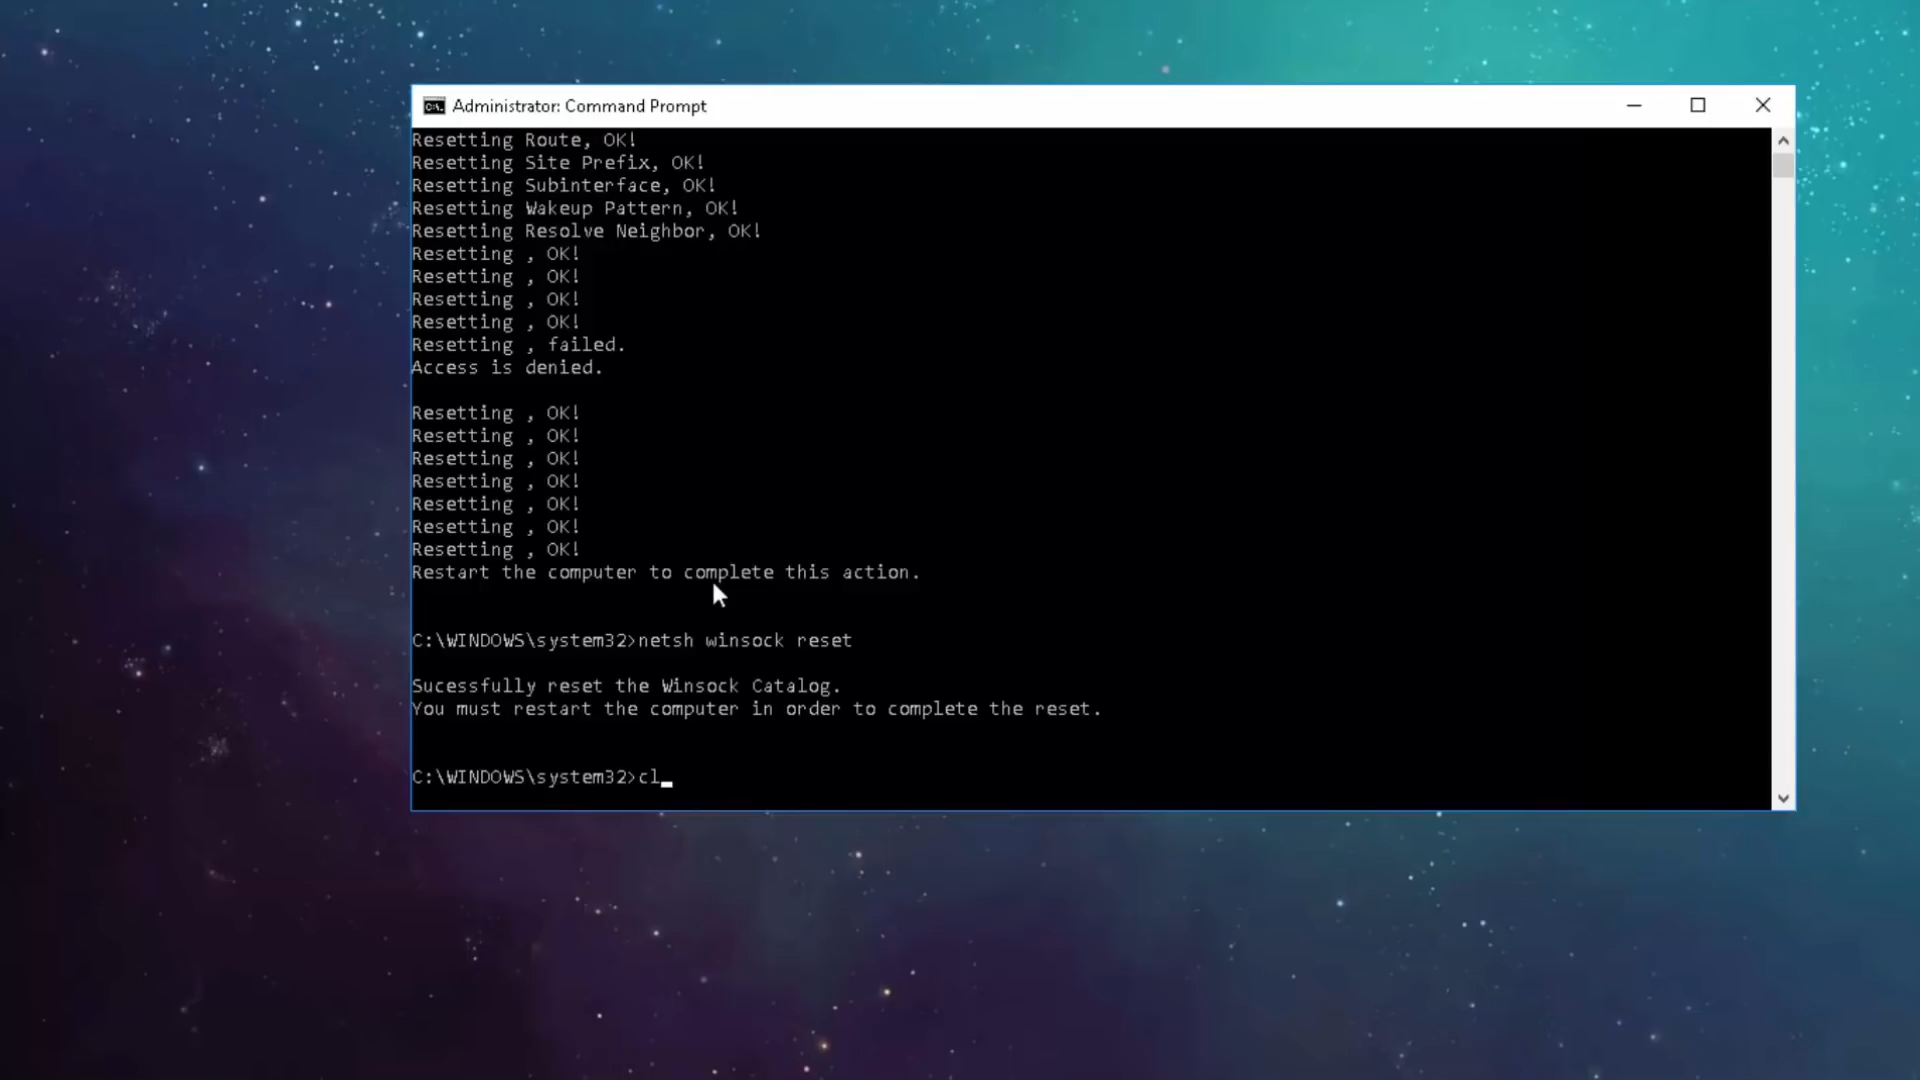 Administrator: Command Prompt
Resetting Route, OK!
Resetting Site Prefix, OK!
Resetting Subinterface, OK!
Resetting Wakeup Pattern, OK!
Resetting Resolve Neighbor, OK!
Resetting , OK!
Resetting , OK!
Resetting , OK!
Resetting , OK!
Resetting , failed.
Access is denied.
Resetting , OK!
Resetting , OK!
Resetting , OK!
Resetting , OK!
Resetting , OK!
Resetting , OK!
Resetting , OK!
Restart the computer to complete this action.
C:\WINDOWS\system32>netsh winsock reset
Sucessfully reset the Winsock Catalog.
You must restart the computer in order to complete the reset.
C:\WINDOWS\system32>cl